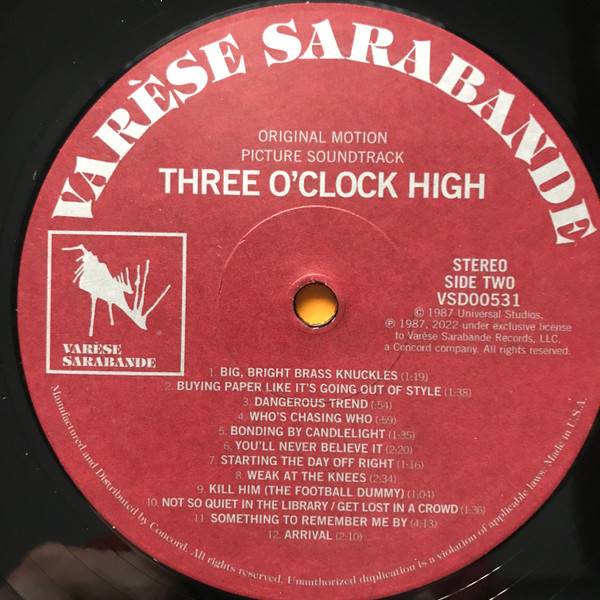 VARÈSE SARABANDE
ORIGINAL MOTION
PICTURE SOUNDTRACK
THREE O'CLOCK HIGH
VARÈSE
SARABANDE
STEREO
SIDE TWO
VSD00531
© 1987 Universal Studios.
℗ 1987, 2022 under exclusive license
to Varèse Sarabande Records, LLC,
a Concord company. All rights reserved.
1. BIG, BRIGHT BRASS KNUCKLES (1:19)
2. BUYING PAPER LIKE IT'S GOING OUT OF STYLE (1:38)
3. DANGEROUS TREND (:54)
4. WHO'S CHASING WHO (:59)
5. BONDING BY CANDLELIGHT (1:35)
6. YOU'LL NEVER BELIEVE IT (2:20)
7. STARTING THE DAY OFF RIGHT (1:16)
8. WEAK AT THE KNEES (2:34)
9. KILL HIM (THE FOOTBALL DUMMY) (1:04)
10. NOT SO QUIET IN THE LIBRARY / GET LOST IN A CROWD (1:36)
11. SOMETHING TO REMEMBER ME BY (4:13)
12. ARRIVAL (2:10)
Manufactured and Distributed by Concord. All rights reserved. Unauthorized duplication is a violation of applicable laws. Made in U.S.A.